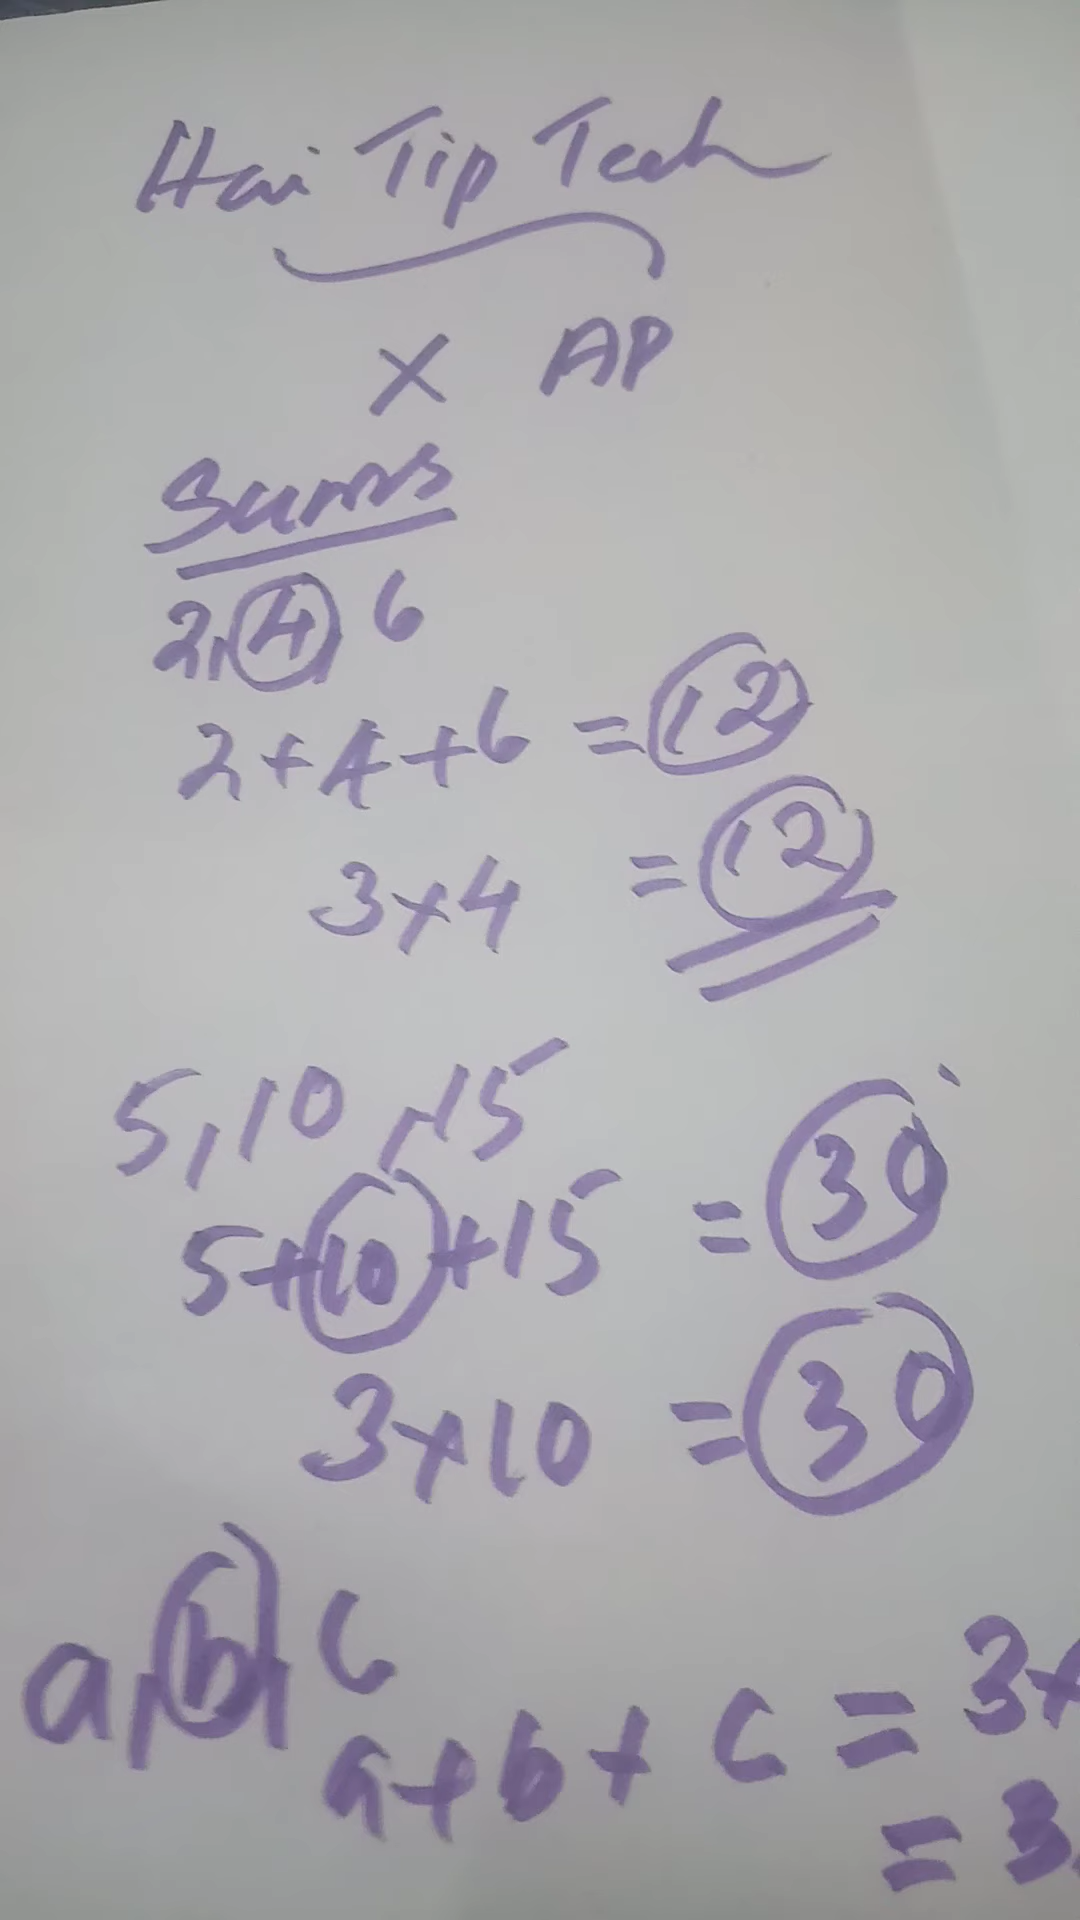 Hai Tip Tech
X AP
Sums
2, 4, 6
2+4+6 = 12
3×4 = 12
5, 10, 15
5+10+15 = 30
3×10 = 30
a, b, c
a+b+c = 3×
= 3